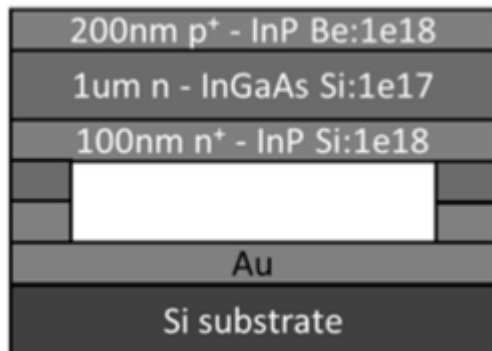 200nm p⁺ - InP Be:1e18
1um n - InGaAs Si:1e17
100nm n⁺ - InP Si:1e18
Au
Si substrate